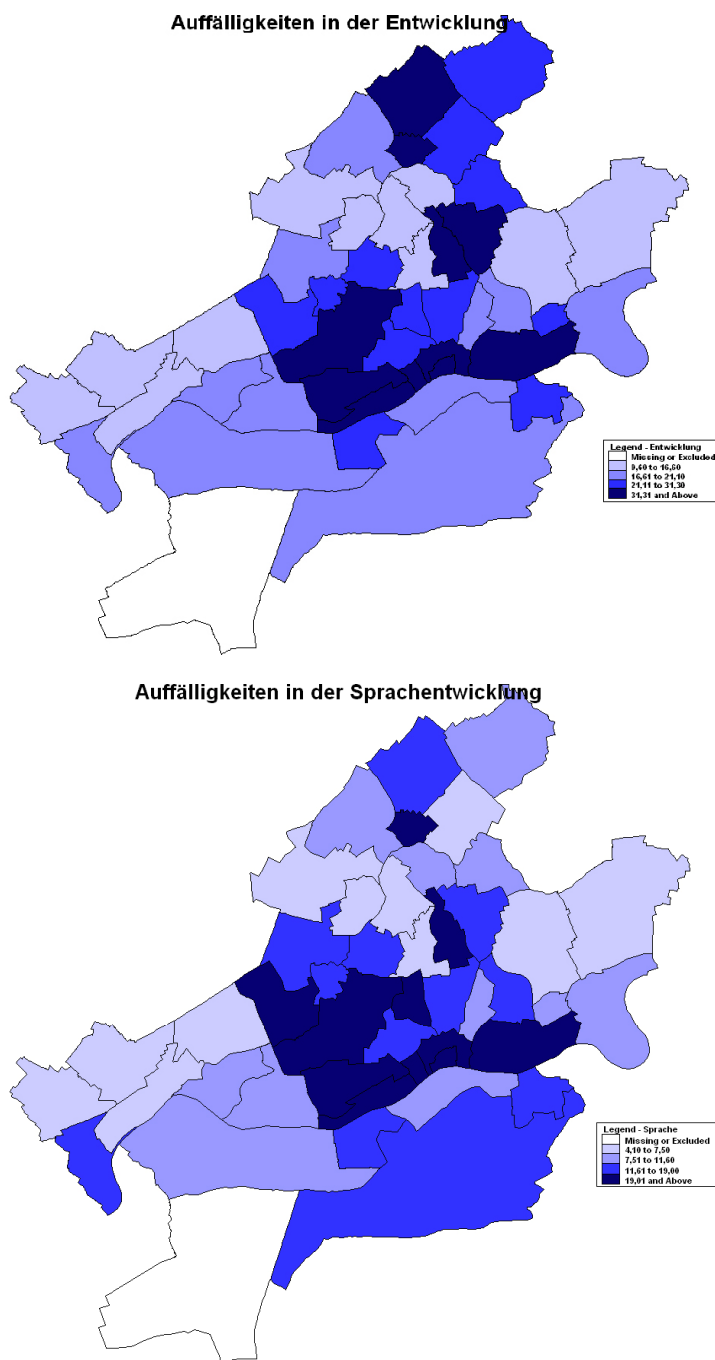 Auffälligkeiten in der Entwicklung
Legend - Entwicklung
Missing or Excluded
9,60 to 16,60
16,61 to 21,10
21,11 to 31,30
31,31 and Above
Auffälligkeiten in der Sprachentwicklung
Legend - Sprache
Missing or Excluded
4,10 to 7,50
7,51 to 11,60
11,61 to 19,00
19,01 and Above